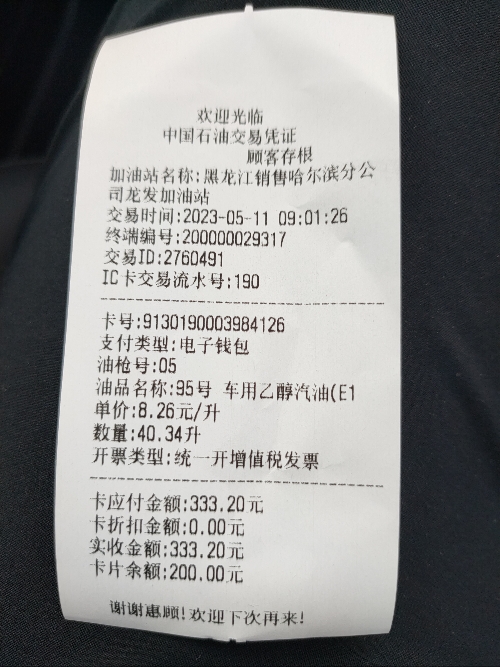 欢迎光临
中国石油交易凭证
顾客存根
加油站名称:黑龙江销售哈尔滨分公
司龙发加油站
交易时间:2023-05-11 09:01:26
终端编号:200000029317
交易ID:2760491
IC卡交易流水号:190
卡号:9130190003984126
支付类型:电子钱包
油枪号:05
油品名称:95号 车用乙醇汽油(E1
单价:8.26元/升
数量:40.34升
开票类型:统一开增值税发票
卡应付金额:333.20元
卡折扣金额:0.00元
实收金额:333.20元
卡片余额:200.00元
谢谢惠顾!欢迎下次再来!